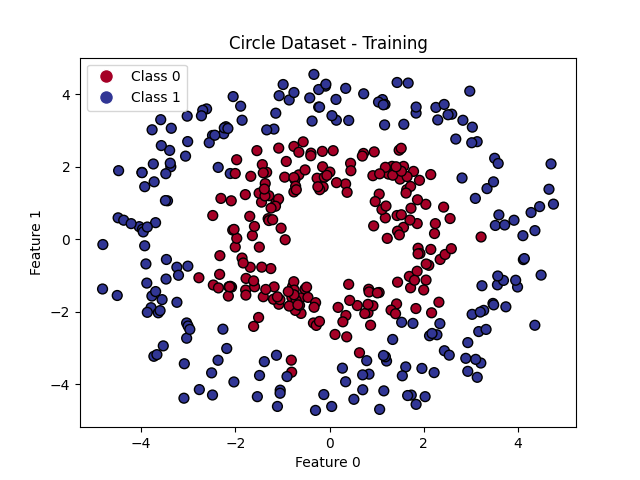 Circle Dataset - Training
Class 0
Class 1
4
2
0
−2
−4
Feature 1
−4
−2
0
2
4
Feature 0